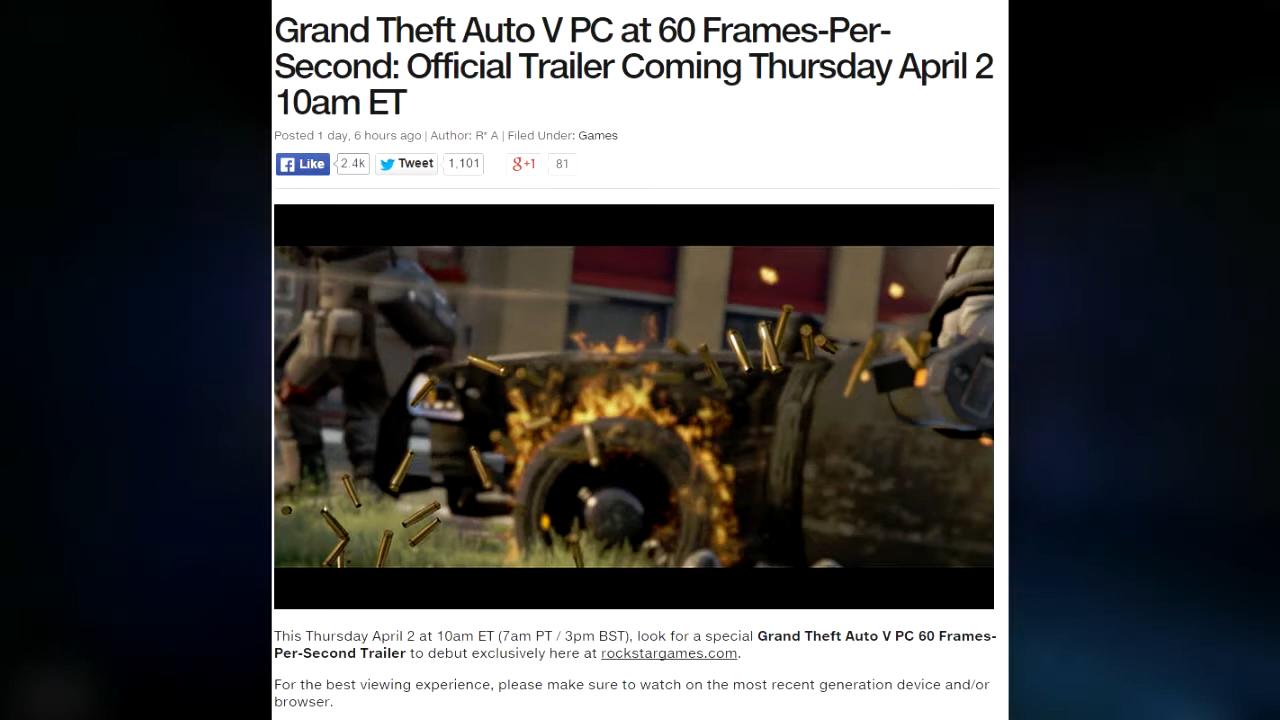 Grand Theft Auto V PC at 60 Frames-Per-
Second: Official Trailer Coming Thursday April 2
10am ET
Posted 1 day, 6 hours ago | Author: R* A | Filed Under: Games
Like 2.4k Tweet 1,101 g+1 81
This Thursday April 2 at 10am ET (7am PT / 3pm BST), look for a special Grand Theft Auto V PC 60 Frames-
Per-Second Trailer to debut exclusively here at rockstargames.com.
For the best viewing experience, please make sure to watch on the most recent generation device and/or
browser.